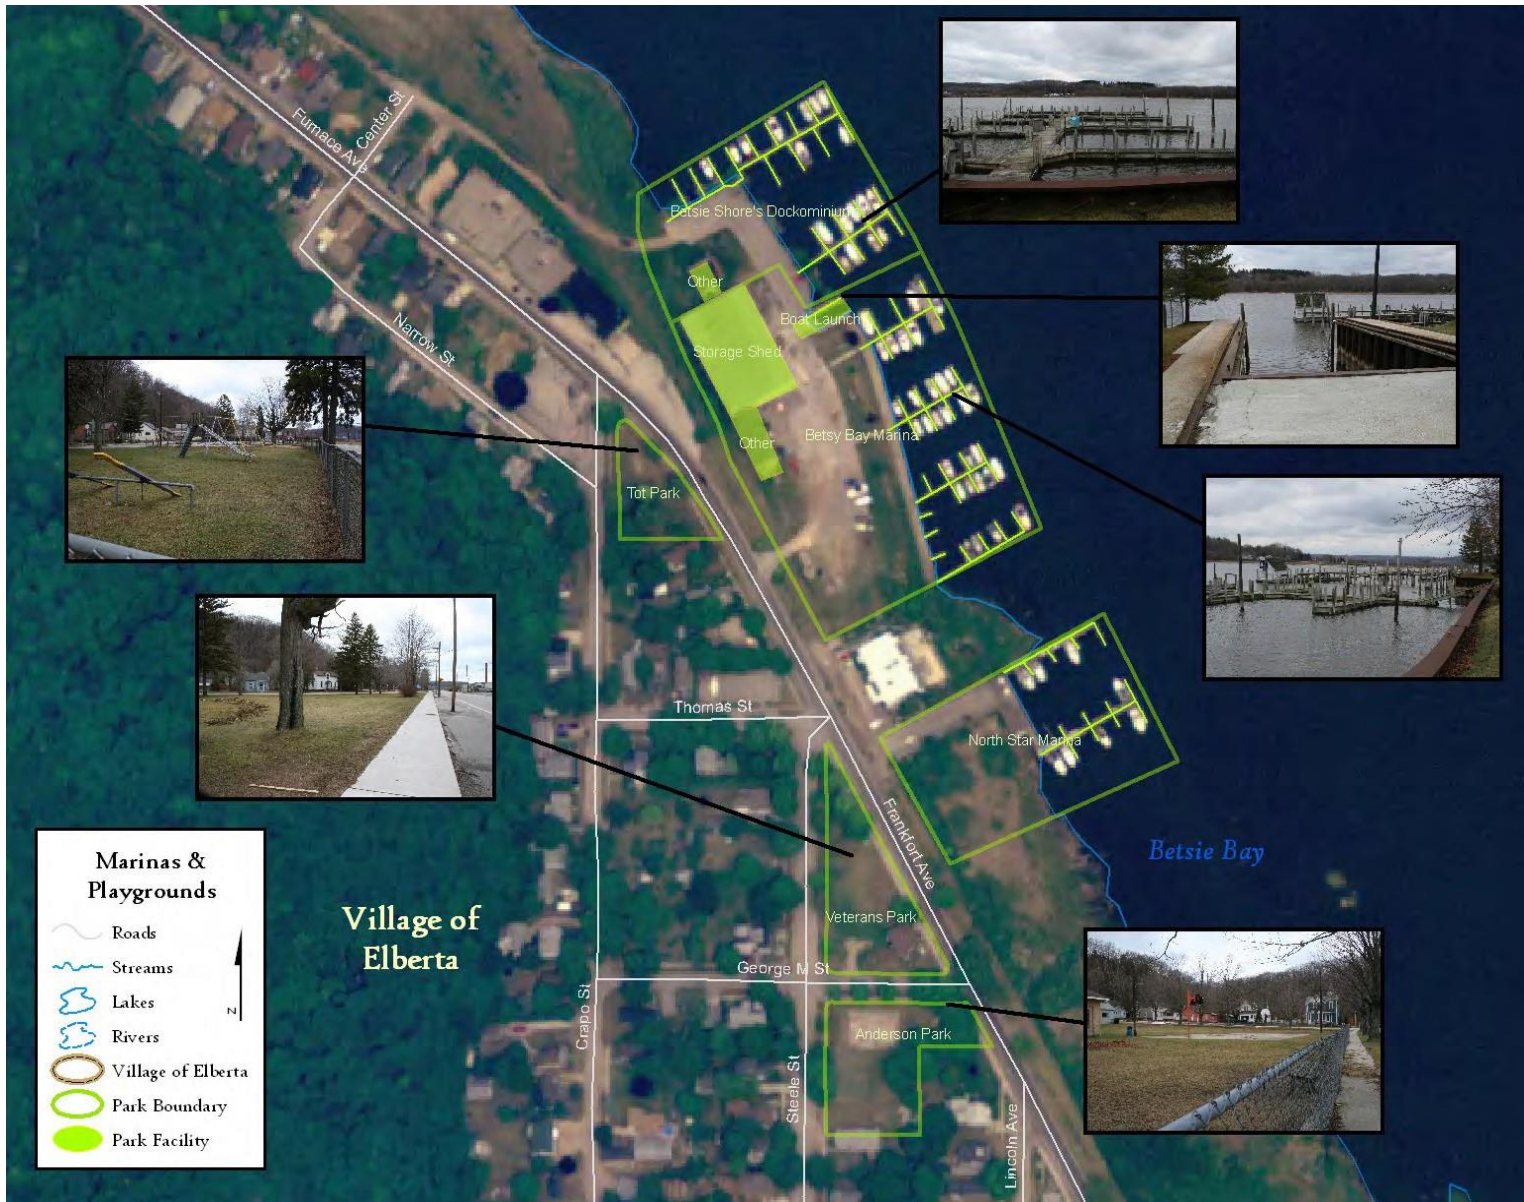 Center St
Furnace Ave
Betsie Shore's Dockominium
Other
Boat Launch
Storage Shed
Narrow St
Betsy Bay Marina
Other
Tot Park
Thomas St
North Star Marina
Frankfort Ave
Betsie Bay
Veterans Park
George M St
Village of
Elberta
Crapo St
Anderson Park
Steele St
Lincoln Ave
Marinas &
Playgrounds
Roads
Streams
Lakes
N
Rivers
Village of Elberta
Park Boundary
Park Facility